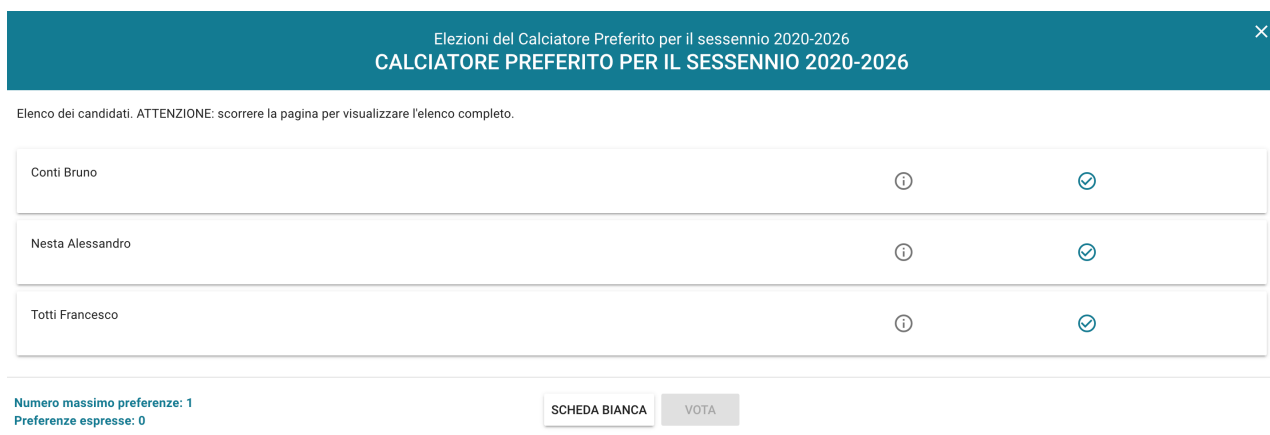 Elezioni del Calciatore Preferito per il sessennio 2020-2026
CALCIATORE PREFERITO PER IL SESSENNIO 2020-2026
Elenco dei candidati. ATTENZIONE: scorrere la pagina per visualizzare l'elenco completo.
Conti Bruno
Nesta Alessandro
Totti Francesco
Numero massimo preferenze: 1
Preferenze espresse: 0
SCHEDA BIANCA
VOTA